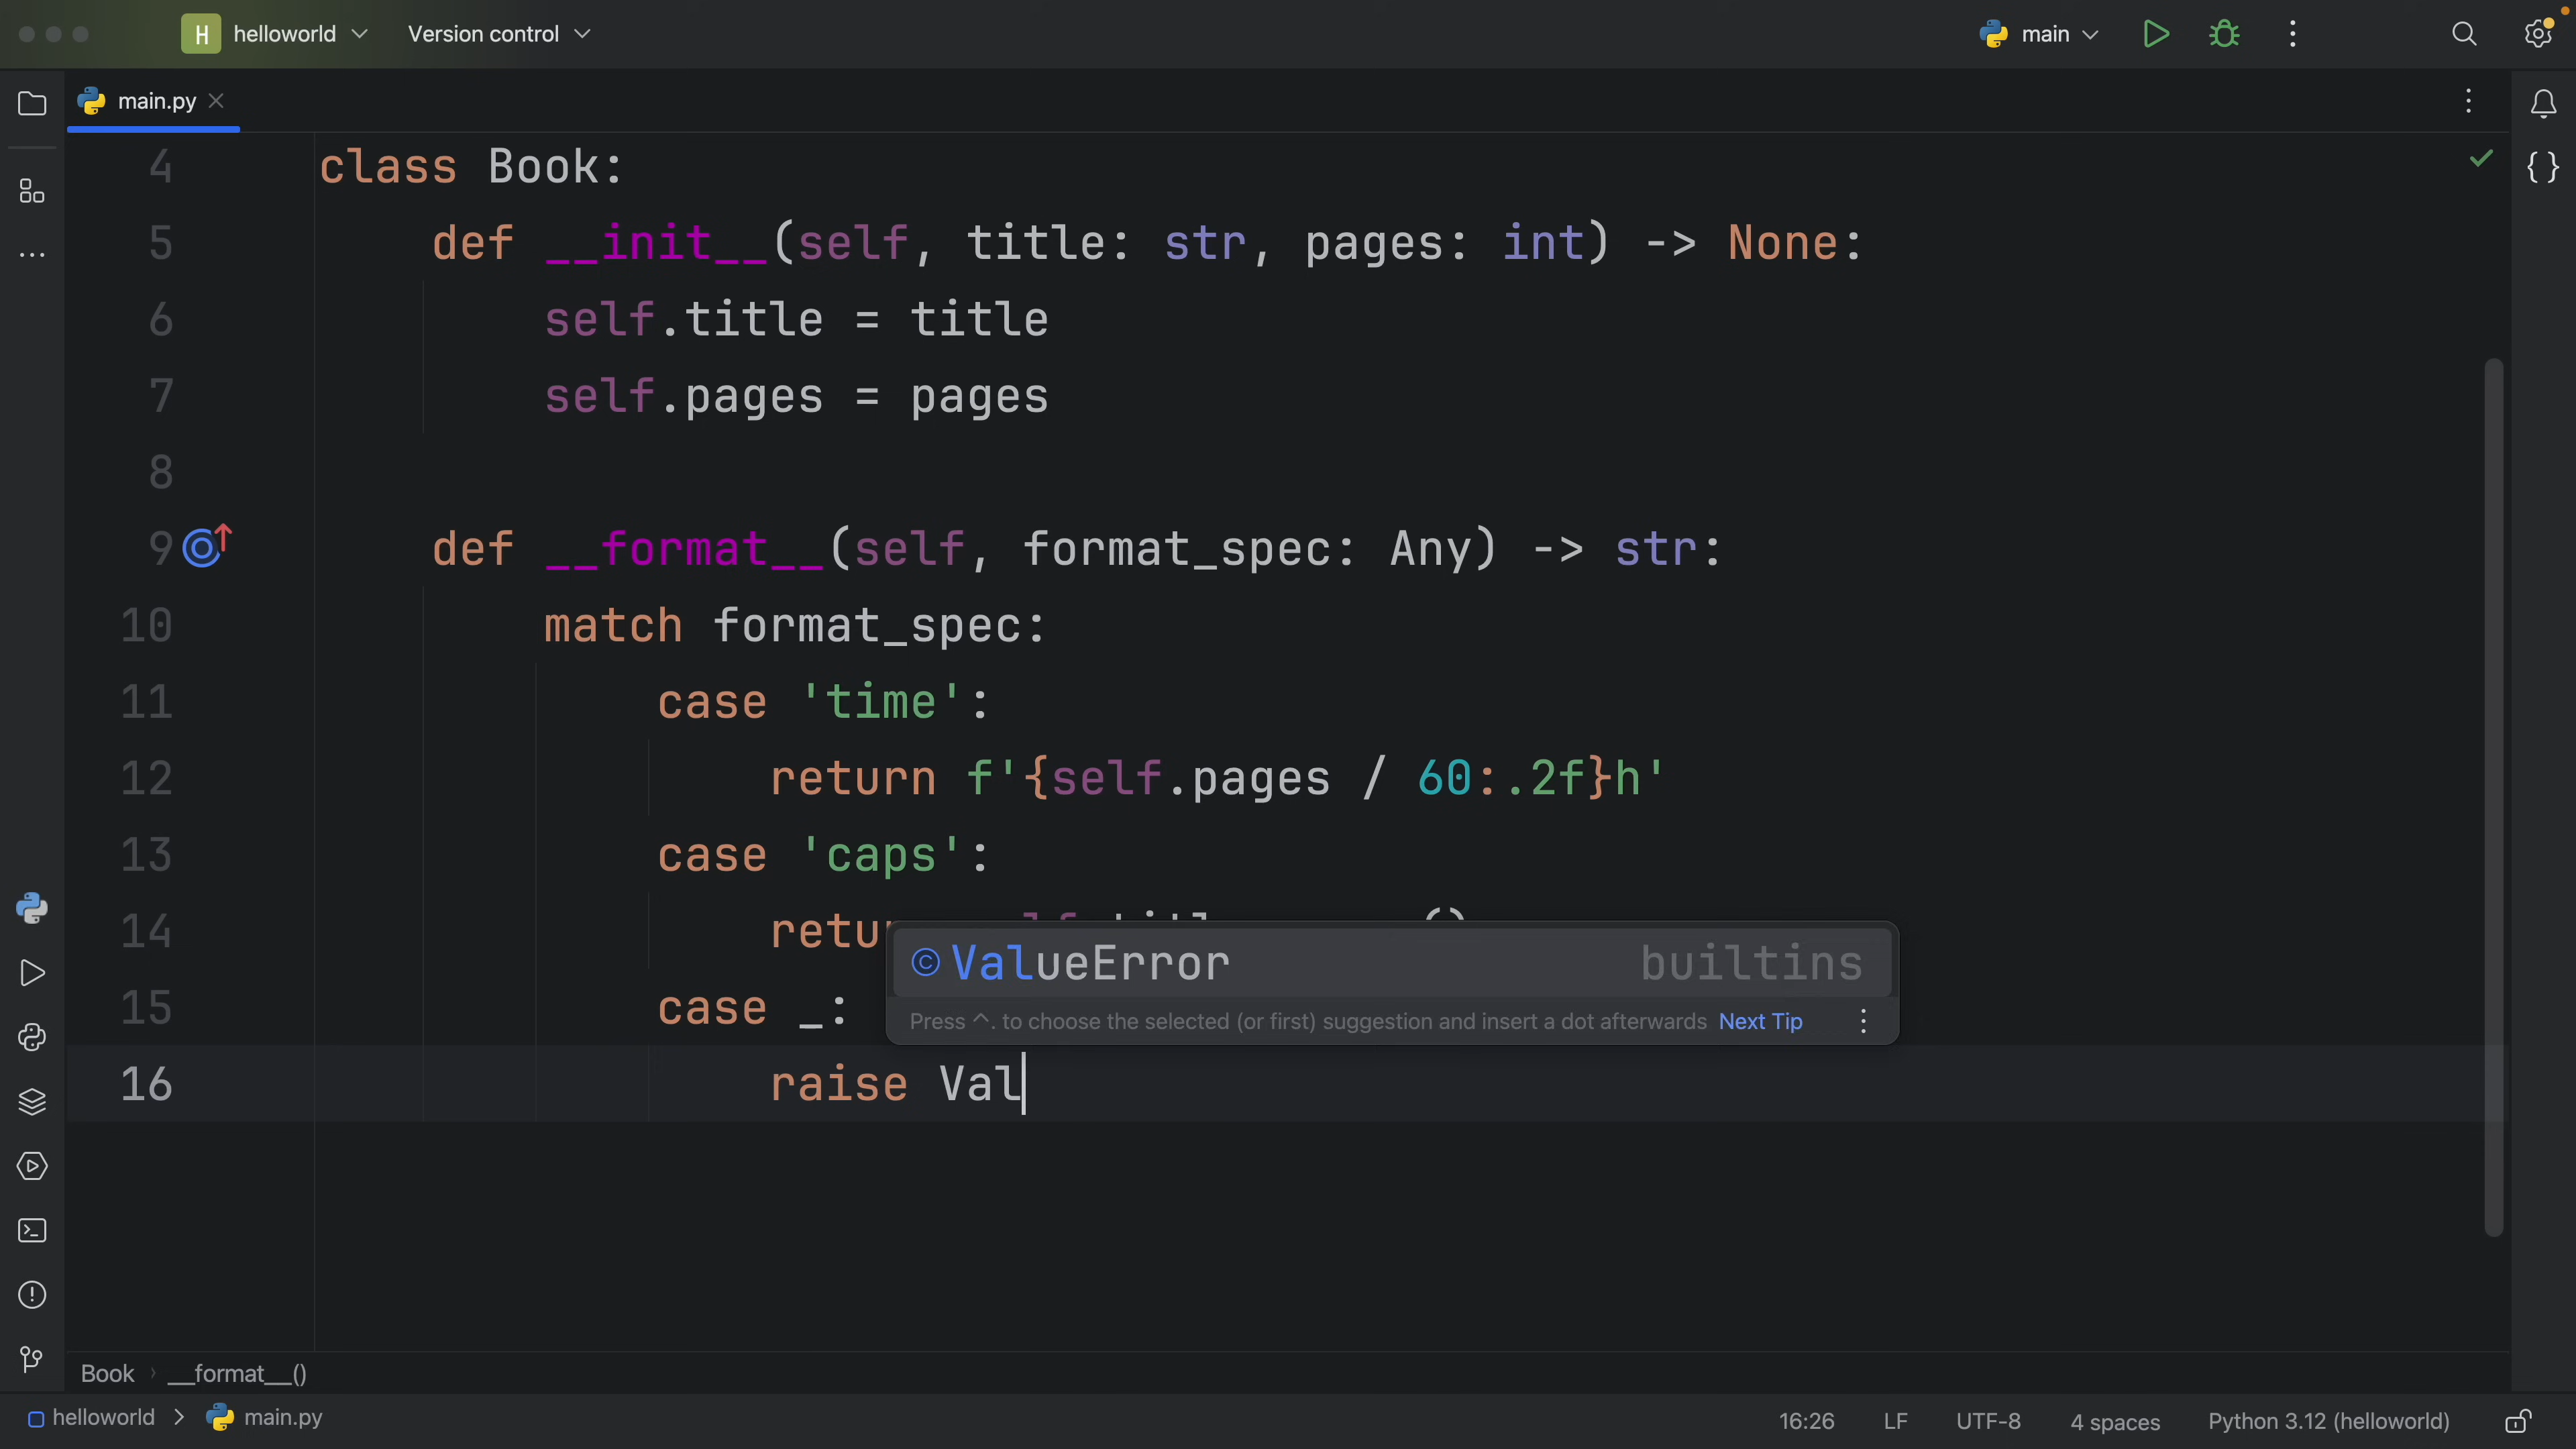 H helloworld Version control main
main.py
4 class Book:
5 def __init__(self, title: str, pages: int) -> None:
6 self.title = title
7 self.pages = pages
8
9 def __format__(self, format_spec: Any) -> str:
10 match format_spec:
11 case 'time':
12 return f'{self.pages / 60:.2f}h'
13 case 'caps':
14
ValueError builtins
15 case _:
Press ^. to choose the selected (or first) suggestion and insert a dot afterwards Next Tip
16 raise Val
Book › __format__()
helloworld > main.py 16:26 LF UTF-8 4 spaces Python 3.12 (helloworld)